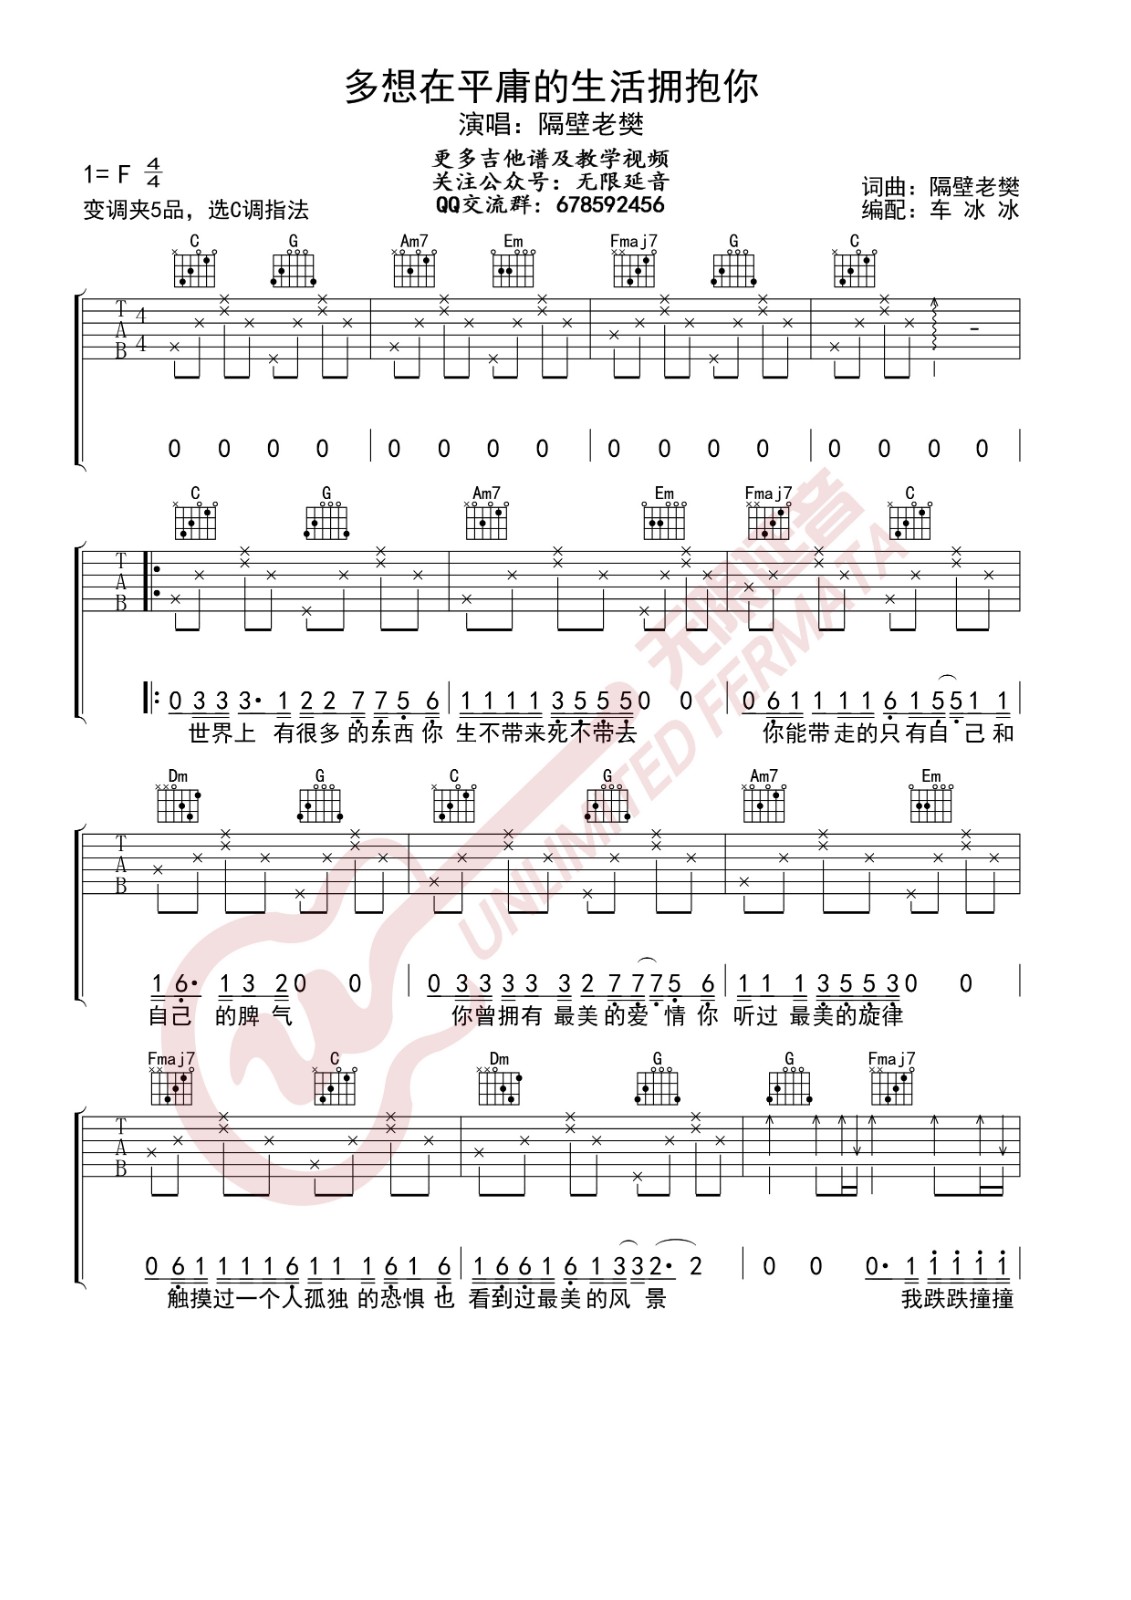 多想在平庸的生活拥抱你
演唱：隔壁老樊
更多吉他谱及教学视频
关注公众号：无限延音
QQ交流群：678592456
1= F 4/4
变调夹5品，选C调指法
词曲：隔壁老樊
编配：车 冰 冰
C G Am7 Em Fmaj7 G C
T A B 4 4
0 0 0 0 0 0 0 0 0 0 0 0 0 0 0 0
C G Am7 Em Fmaj7 C
T A B
0 3 3 3· 1 2 2 7 7 5 6 1 1 1 1 3 5 5 5 0 0 0 6 1 1 1 1 6 1 5 5 1 1
世界上 有很多的东西你 生不带来死不带去 你能带走的只有自 己和
Dm G C G Am7 Em
T A B
1 6· 1 3 2 0 0 0 3 3 3 3 2 7 7 7 5 6 1 1 1 3 5 5 3 0 0
自己 的脾气 你曾拥有 最美的爱 情你 听过 最美的旋律
Fmaj7 C Dm G G Fmaj7
T A B
0 6 1 1 1 1 6 1 1 1 6 1 6 1 6 6 1 6 1 3 3 2· 2 0 0 0· 1 1 1 1 1
触摸过一个人孤独 的恐惧也 看到过最美的风 景 我跌跌撞撞
无限延音
UNLIMITED FERMATA